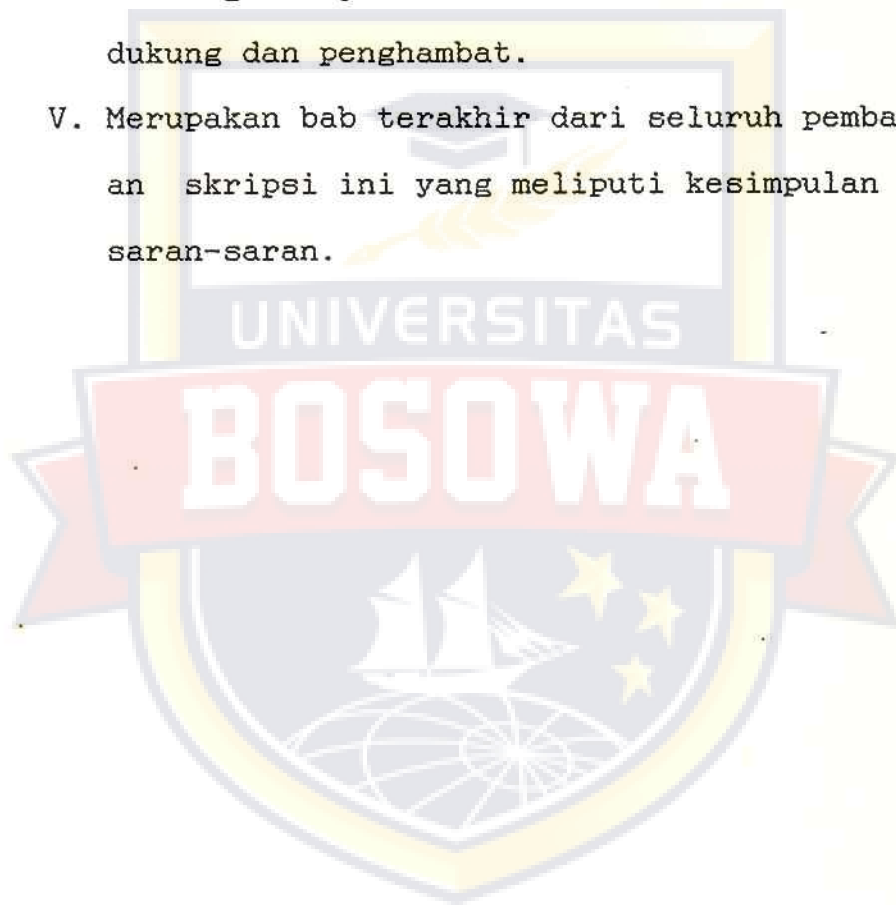 dukung dan penghambat.
V. Merupakan bab terakhir dari seluruh pemba
an skripsi ini yang meliputi kesimpulan
saran-saran.
UNIVERSITAS
BOSOWA